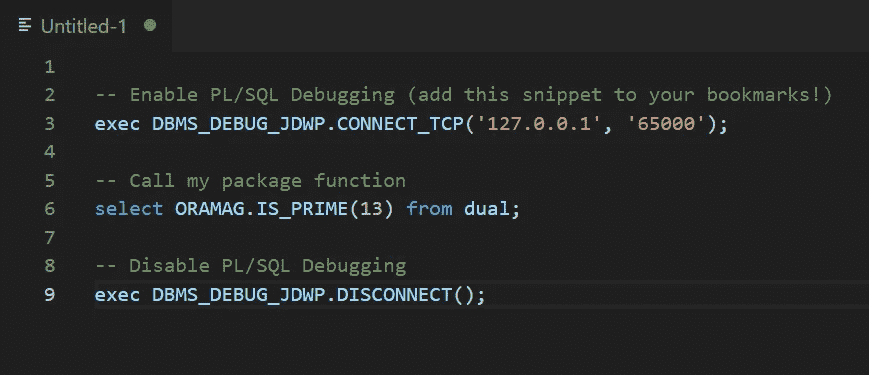 Untitled-1
1
2 -- Enable PL/SQL Debugging (add this snippet to your bookmarks!)
3 exec DBMS_DEBUG_JDWP.CONNECT_TCP('127.0.0.1', '65000');
4
5 -- Call my package function
6 select ORAMAG.IS_PRIME(13) from dual;
7
8 -- Disable PL/SQL Debugging
9 exec DBMS_DEBUG_JDWP.DISCONNECT();